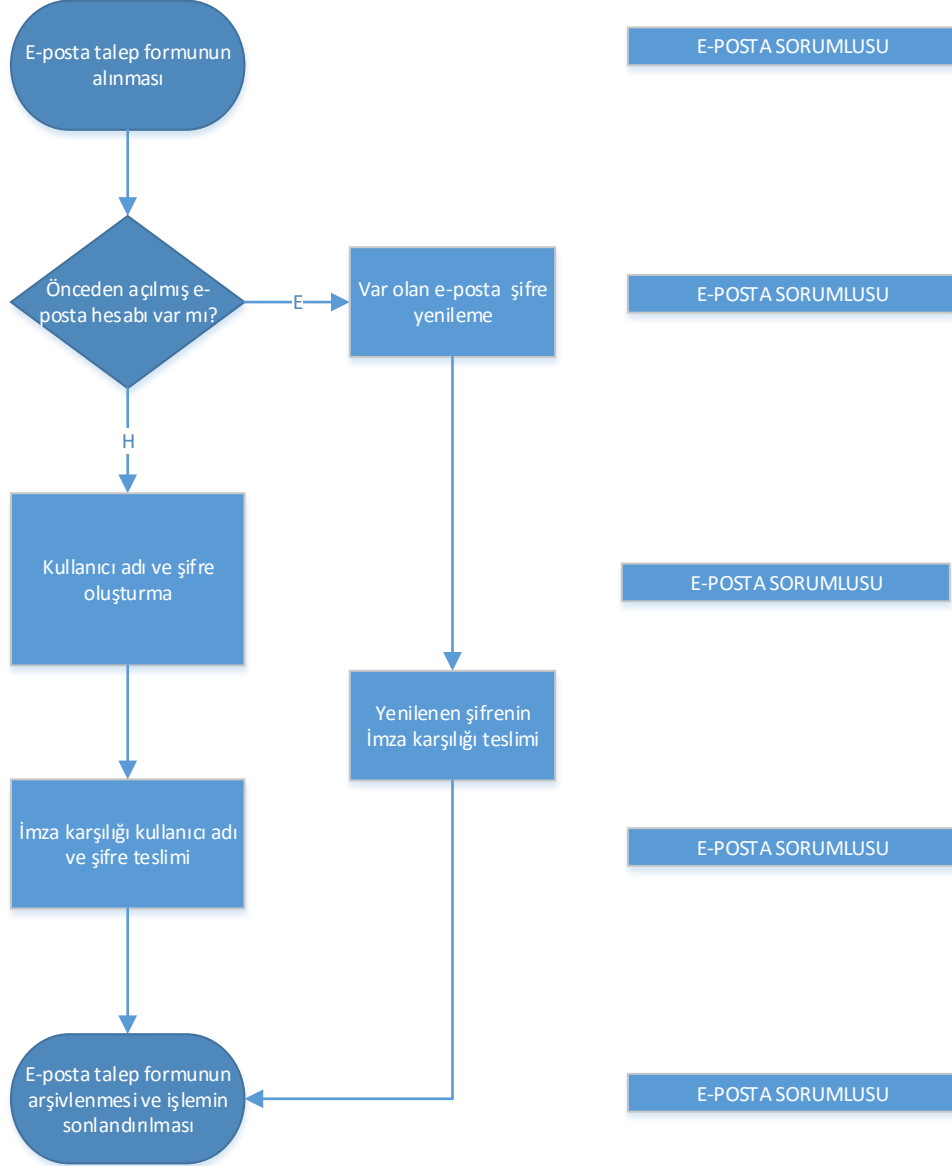 E-posta talep formunun
alınması
E-POSTA SORUMLUSU
Önceden açılmış e-
posta hesabı var mı?
E
Var olan e-posta şifre
yenileme
E-POSTA SORUMLUSU
H
Kullanıcı adı ve şifre
oluşturma
E-POSTA SORUMLUSU
Yenilenen şifrenin
İmza karşılığı teslimi
İmza karşılığı kullanıcı adı
ve şifre teslimi
E-POSTA SORUMLUSU
E-posta talep formunun
arşivlenmesi ve işlemin
sonlandırılması
E-POSTA SORUMLUSU